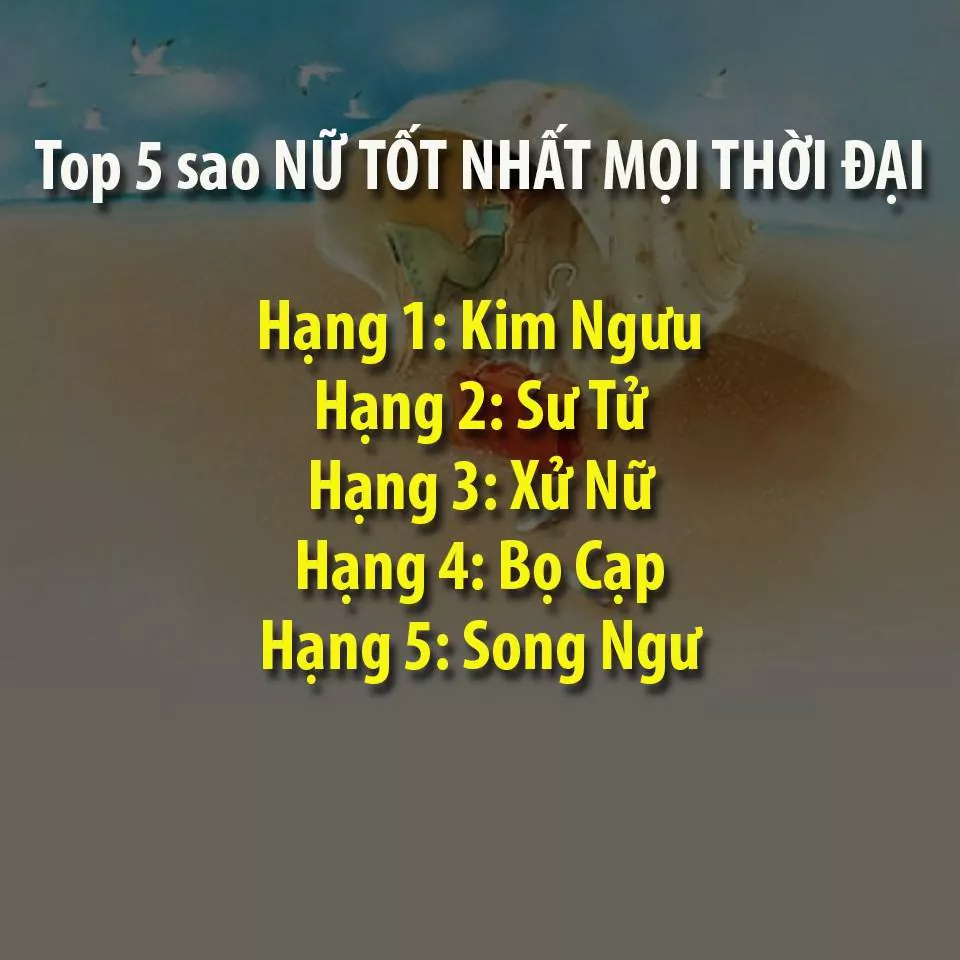 Top 5 sao NỮ TỐT NHẤT MỌI THỜI ĐẠI
Hạng 1: Kim Ngưu
Hạng 2: Sư Tử
Hạng 3: Xử Nữ
Hạng 4: Bọ Cạp
Hạng 5: Song Ngư